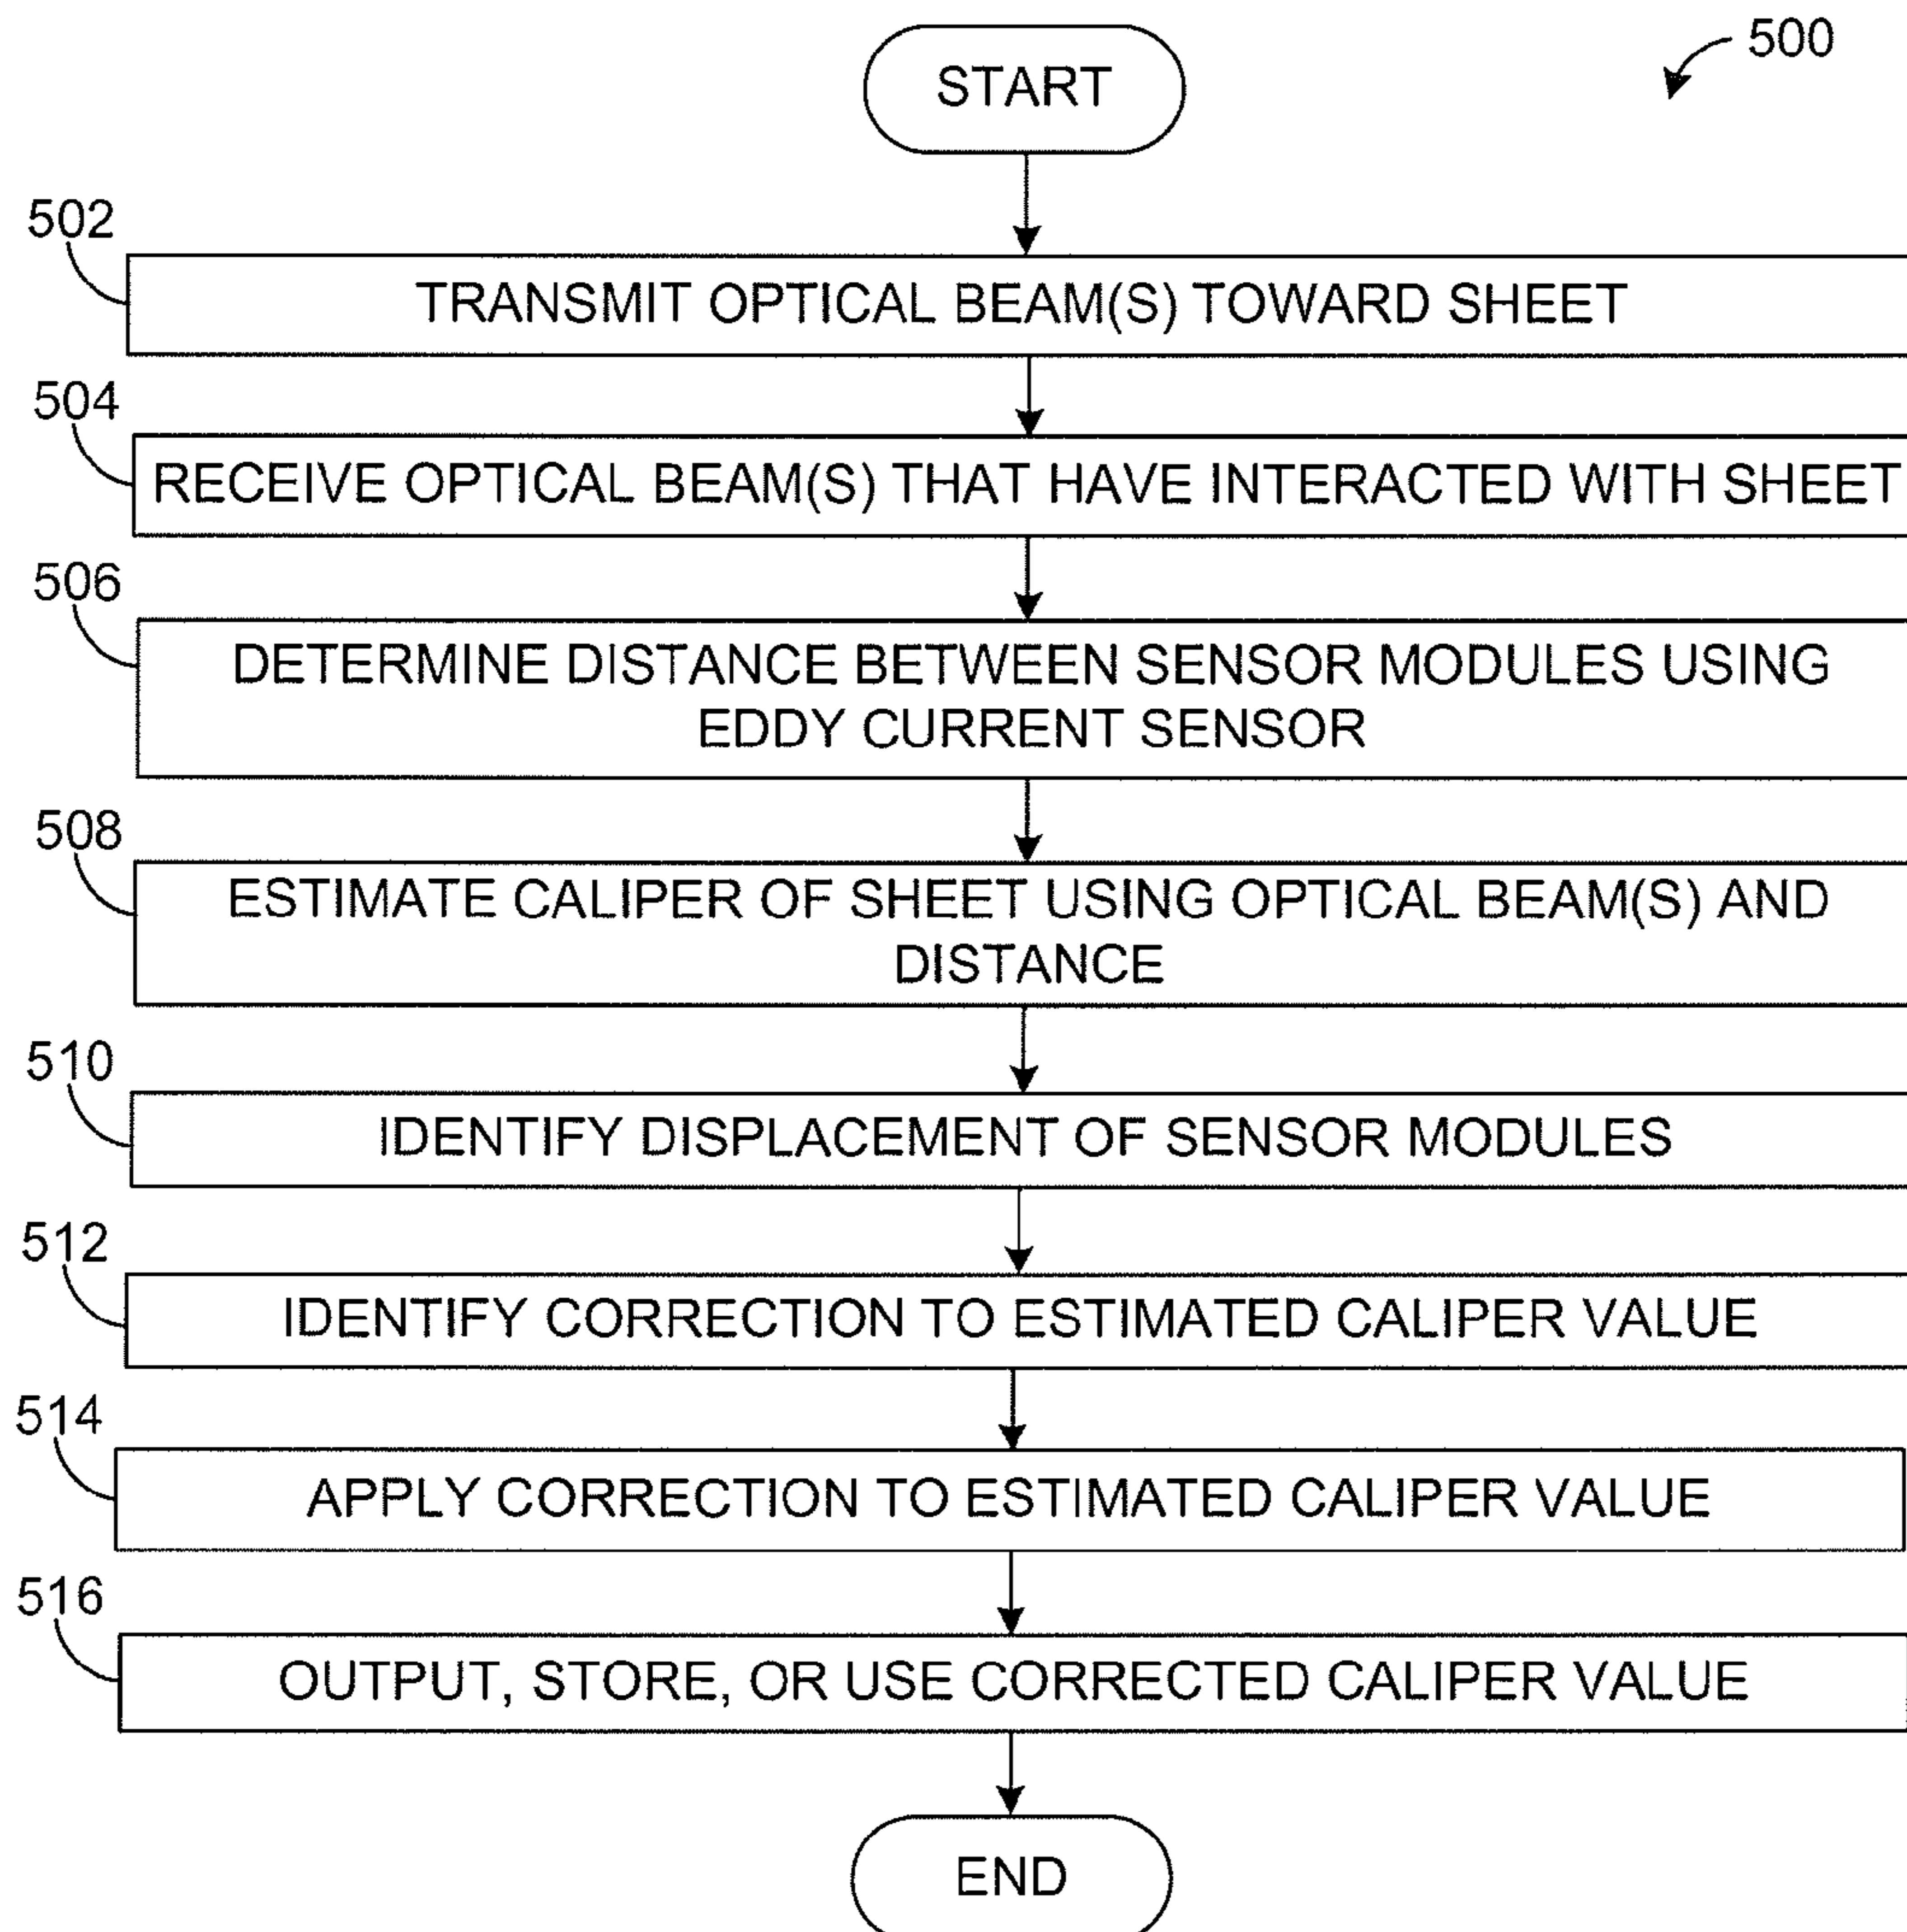 500
START
502
TRANSMIT OPTICAL BEAM(S) TOWARD SHEET
504
RECEIVE OPTICAL BEAM(S) THAT HAVE INTERACTED WITH SHEET
506
DETERMINE DISTANCE BETWEEN SENSOR MODULES USING
EDDY CURRENT SENSOR
508
ESTIMATE CALIPER OF SHEET USING OPTICAL BEAM(S) AND
DISTANCE
510
IDENTIFY DISPLACEMENT OF SENSOR MODULES
512
IDENTIFY CORRECTION TO ESTIMATED CALIPER VALUE
514
APPLY CORRECTION TO ESTIMATED CALIPER VALUE
516
OUTPUT, STORE, OR USE CORRECTED CALIPER VALUE
END